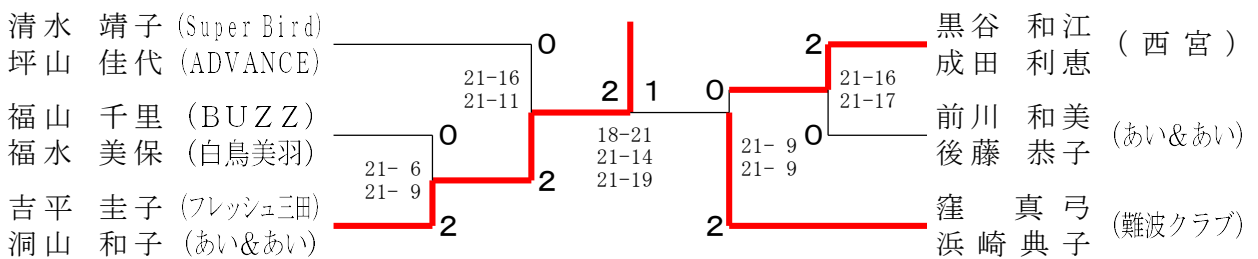 清水 靖子 (Super Bird)
坪山 佳代 (ADVANCE)
0
21-16
21-11
福山 千里 (BUZZ)
福水 美保 (白鳥美羽)
0
21- 6
21- 9
2
吉平 圭子 (フレッシュ三田)
洞山 和子 (あい&あい)
2
2 1
18-21
21-14
21-19
黒谷 和江
成田 利恵
(西宮)
2
21-16
21-17
0
前川 和美
後藤 恭子
(あい&あい)
0
21- 9
21- 9
窪 真弓
浜崎典子
(難波クラブ)
2